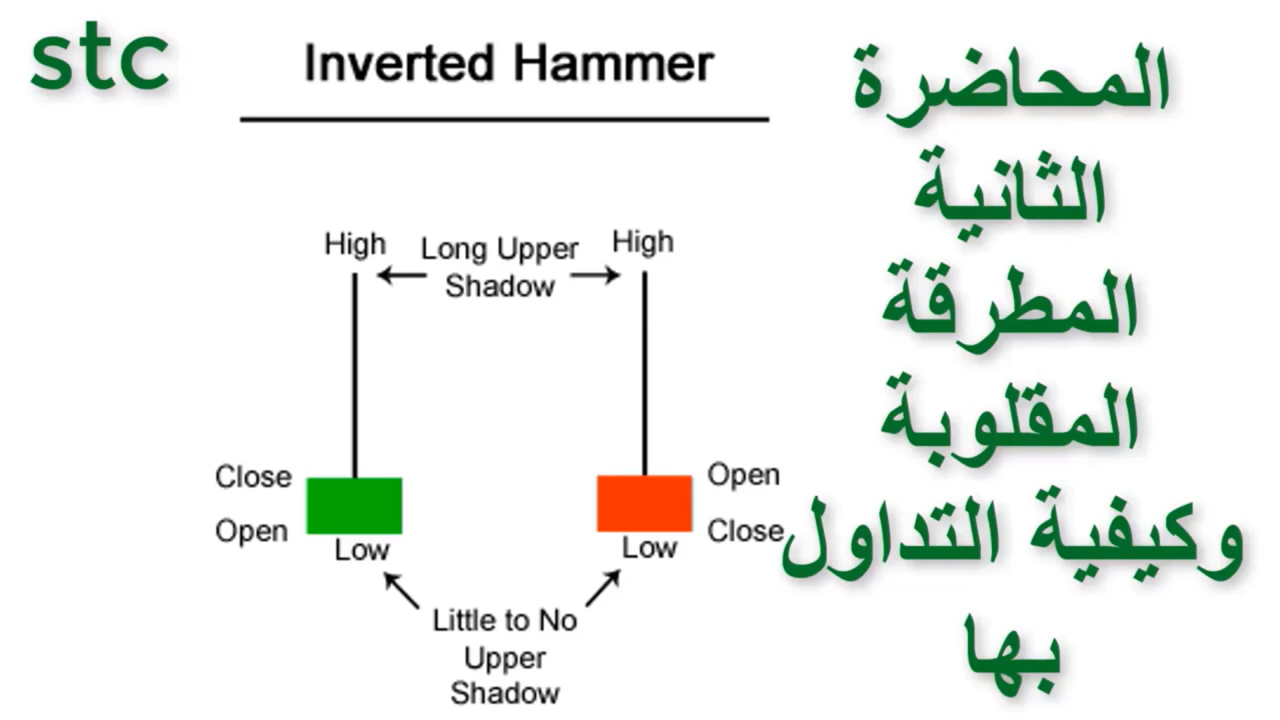 stc
Inverted Hammer
High
Long Upper
Shadow
High
Close
Open
Low
Open
Close
Low
Little to No
Upper
Shadow
المحاضرة
الثانية
المطرقة
المقلوبة
وكيفية التداول
بها